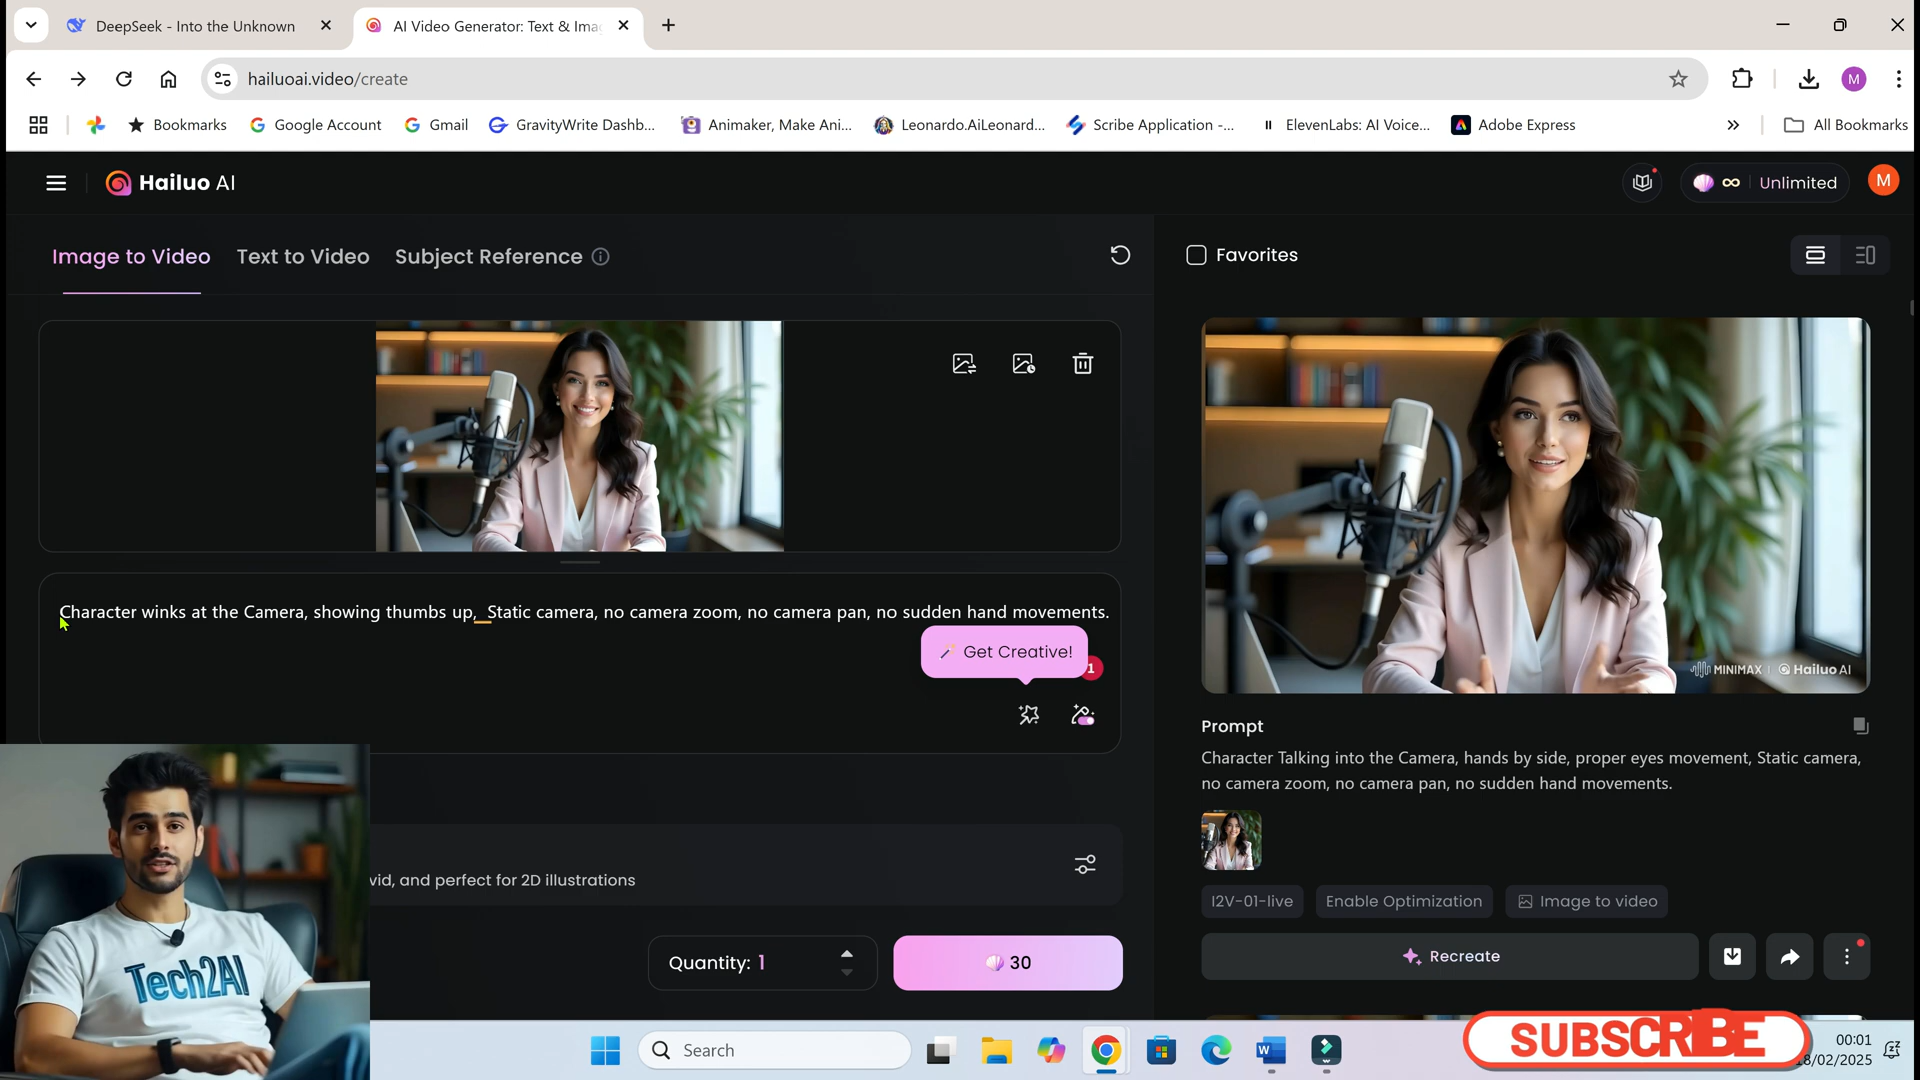 DeepSeek - Into the Unknown
AI Video Generator: Text & Ima
hailuoai.video/create
M
Bookmarks
Google Account
Gmail
GravityWrite Dashb...
Animaker, Make Ani...
Leonardo.AiLeonard...
Scribe Application -...
ElevenLabs: AI Voice...
Adobe Express
All Bookmarks
Hailuo AI
Unlimited
M
Image to Video
Text to Video
Subject Reference
Favorites
Character winks at the Camera, showing thumbs up, Static camera, no camera zoom, no camera pan, no sudden hand movements.
Get Creative!
1
MINIMAX | Hailuo AI
Prompt
Character Talking into the Camera, hands by side, proper eyes movement, Static camera,
no camera zoom, no camera pan, no sudden hand movements.
I2V-01-live
Enable Optimization
Image to video
vid, and perfect for 2D illustrations
Quantity: 1
30
Recreate
Tech2AI
Search
SUBSCRIBE
00:01
8/02/2025